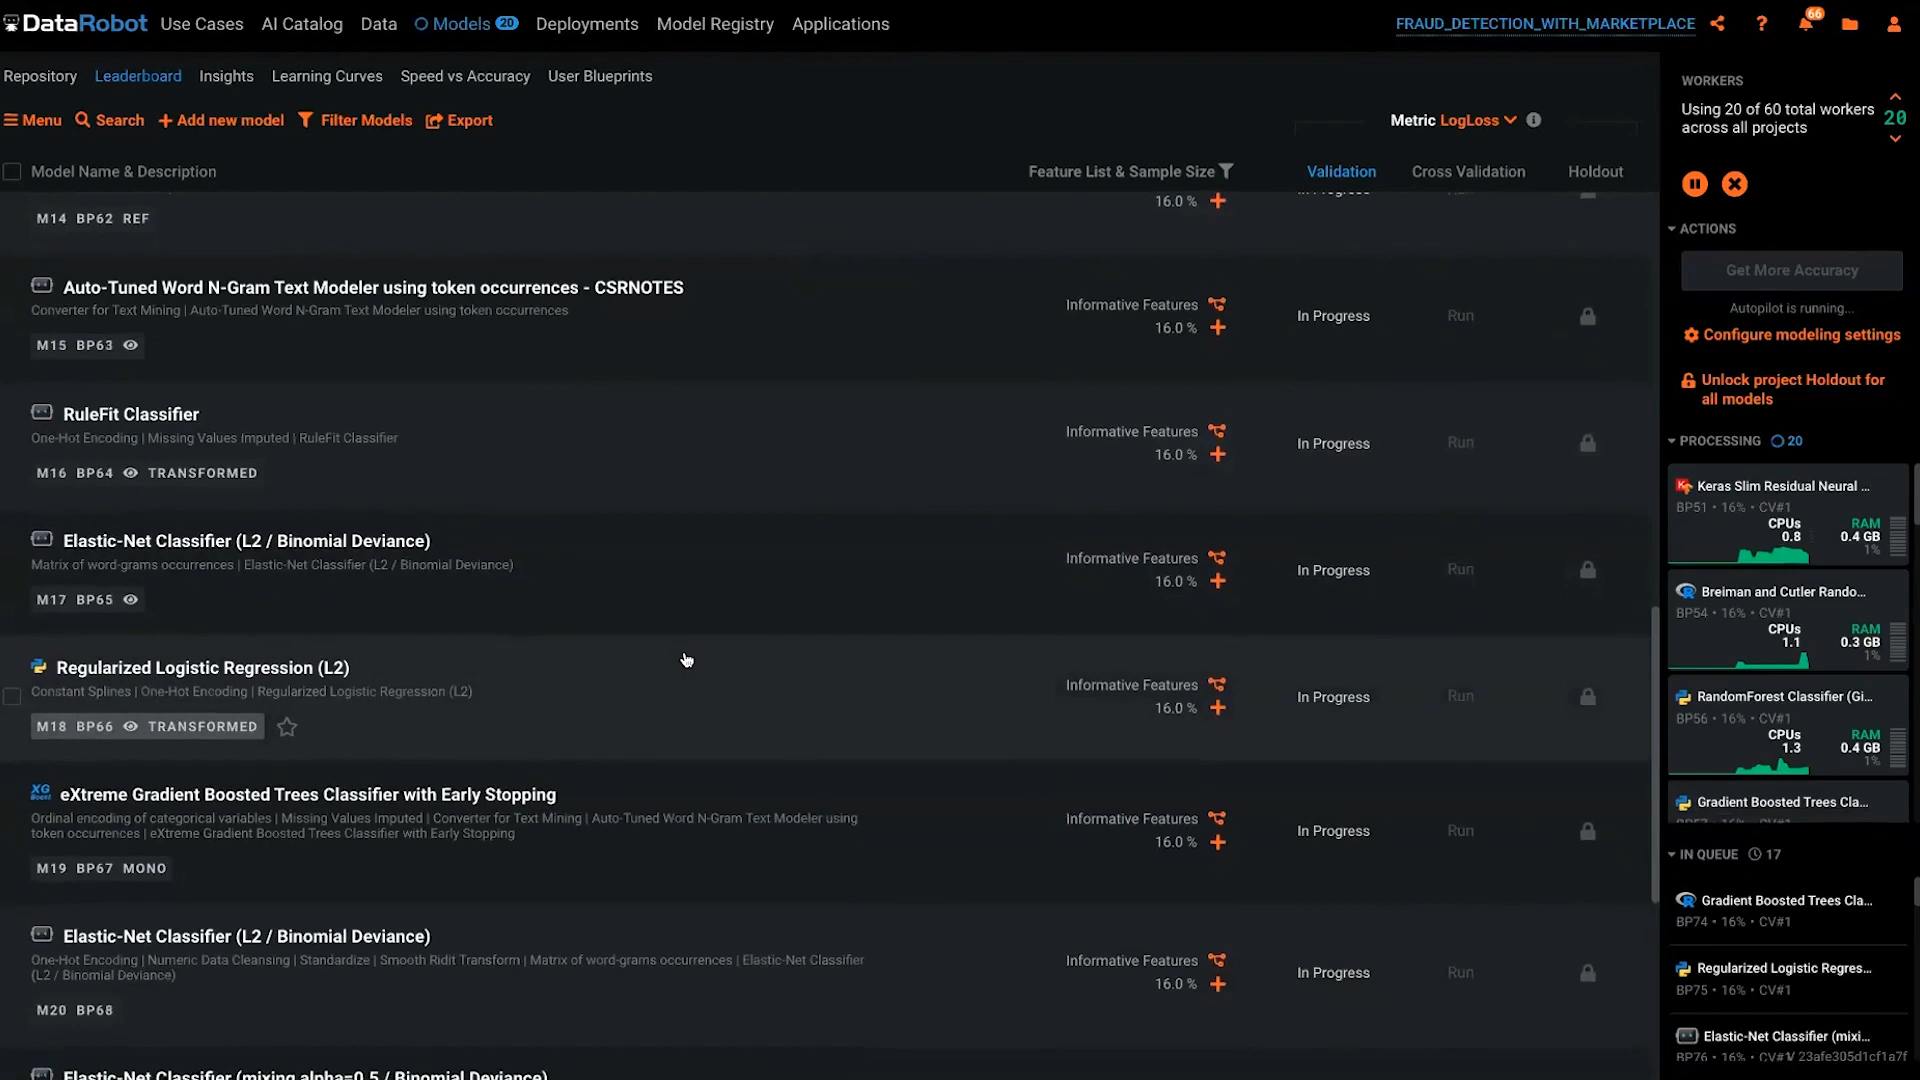 DataRobot Use Cases AI Catalog Data Models 20 Deployments Model Registry Applications FRAUD_DETECTION_WITH_MARKETPLACE ? 66
Repository Leaderboard Insights Learning Curves Speed vs Accuracy User Blueprints
Menu Search + Add new model Filter Models Export Metric LogLoss
Model Name & Description Feature List & Sample Size Validation Cross Validation Holdout
16.0 % + In Progress Run
M14 BP62 REF
Auto-Tuned Word N-Gram Text Modeler using token occurrences - CSRNOTES
Converter for Text Mining | Auto-Tuned Word N-Gram Text Modeler using token occurrences
M15 BP63
Informative Features
16.0 % +
In Progress Run
RuleFit Classifier
One-Hot Encoding | Missing Values Imputed | RuleFit Classifier
M16 BP64 TRANSFORMED
Informative Features
16.0 % +
In Progress Run
Elastic-Net Classifier (L2 / Binomial Deviance)
Matrix of word-grams occurrences | Elastic-Net Classifier (L2 / Binomial Deviance)
M17 BP65
Informative Features
16.0 % +
In Progress Run
Regularized Logistic Regression (L2)
Constant Splines | One-Hot Encoding | Regularized Logistic Regression (L2)
M18 BP66 TRANSFORMED
Informative Features
16.0 % +
In Progress Run
XG Boost eXtreme Gradient Boosted Trees Classifier with Early Stopping
Ordinal encoding of categorical variables | Missing Values Imputed | Converter for Text Mining | Auto-Tuned Word N-Gram Text Modeler using
token occurrences | eXtreme Gradient Boosted Trees Classifier with Early Stopping
M19 BP67 MONO
Informative Features
16.0 % +
In Progress Run
Elastic-Net Classifier (L2 / Binomial Deviance)
One-Hot Encoding | Numeric Data Cleansing | Standardize | Smooth Ridit Transform | Matrix of word-grams occurrences | Elastic-Net Classifier
(L2 / Binomial Deviance)
M20 BP68
Informative Features
16.0 % +
In Progress Run
Elastic-Net Classifier (mixing alpha=0.5 / Binomial Deviance)
WORKERS
Using 20 of 60 total workers
across all projects
20
ACTIONS
Get More Accuracy
Autopilot is running...
Configure modeling settings
Unlock project Holdout for
all models
PROCESSING 20
Keras Slim Residual Neural ...
BP51 • 16% • CV#1
CPUs RAM
0.8 0.4 GB
1%
Breiman and Cutler Rando...
BP54 • 16% • CV#1
CPUs RAM
1.1 0.3 GB
1%
RandomForest Classifier (Gi...
BP56 • 16% • CV#1
CPUs RAM
1.3 0.4 GB
1%
Gradient Boosted Trees Cla...
BP57 • 16% • CV#1
IN QUEUE 17
Gradient Boosted Trees Cla...
BP74 • 16% • CV#1
Regularized Logistic Regres...
BP75 • 16% • CV#1
Elastic-Net Classifier (mixi...
BP76 • 16% • CV#1 V 23afe305d1cf1a7f